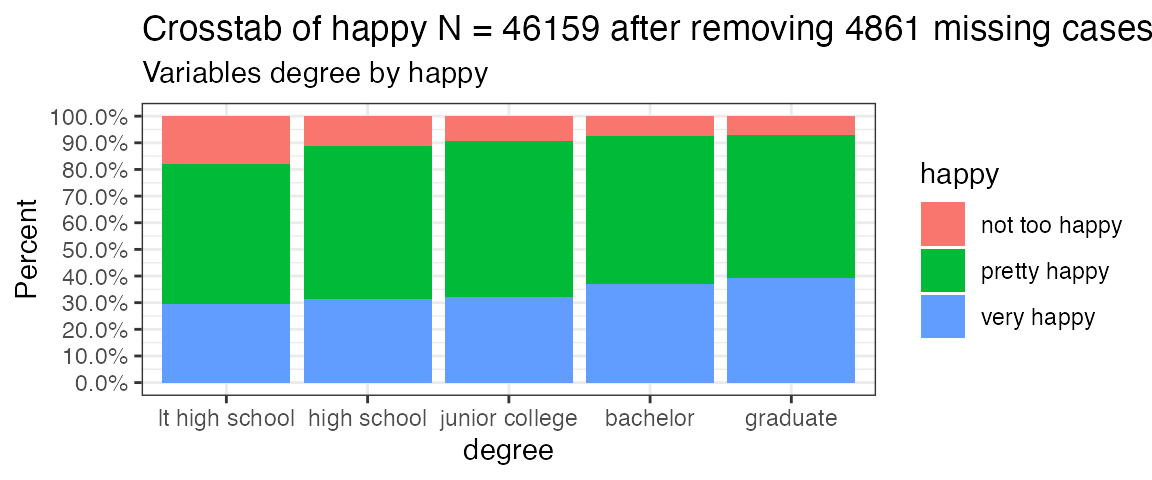 Crosstab of happy N = 46159 after removing 4861 missing cases
Variables degree by happy
100.0%
90.0%
80.0%
70.0%
60.0%
50.0%
40.0%
30.0%
20.0%
10.0%
0.0%
Percent
lt high school
high school
junior college
bachelor
graduate
degree
happy
not too happy
pretty happy
very happy